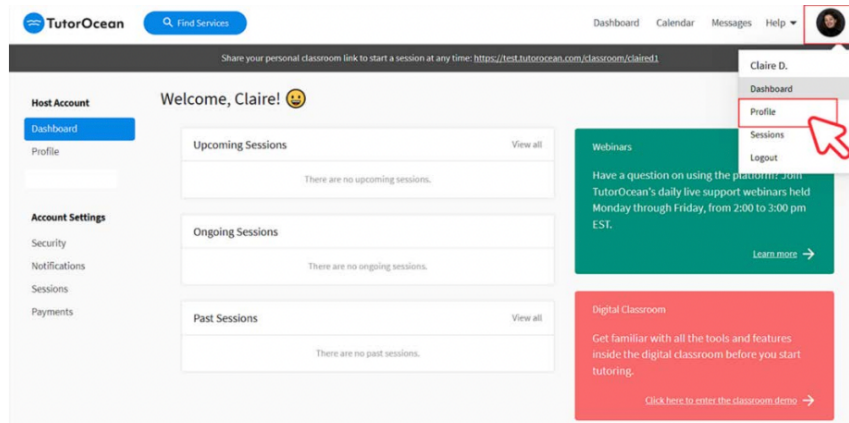 TutorOcean
Find Services
Dashboard Calendar Messages Help
Share your personal classroom link to start a session at any time: https://test.tutorocean.com/classroom/claired1
Claire D.
Dashboard
Profile
Sessions
Logout
Host Account
Dashboard
Profile
Account Settings
Security
Notifications
Sessions
Payments
Welcome, Claire! 😀
Upcoming Sessions View all
There are no upcoming sessions.
Ongoing Sessions
There are no ongoing sessions.
Past Sessions View all
There are no past sessions.
Webinars
Have a question on using the platform? Join
TutorOcean's daily live support webinars held
Monday through Friday, from 2:00 to 3:00 pm
EST.
Learn more →
Digital Classroom
Get familiar with all the tools and features
inside the digital classroom before you start
tutoring.
Click here to enter the classroom demo →